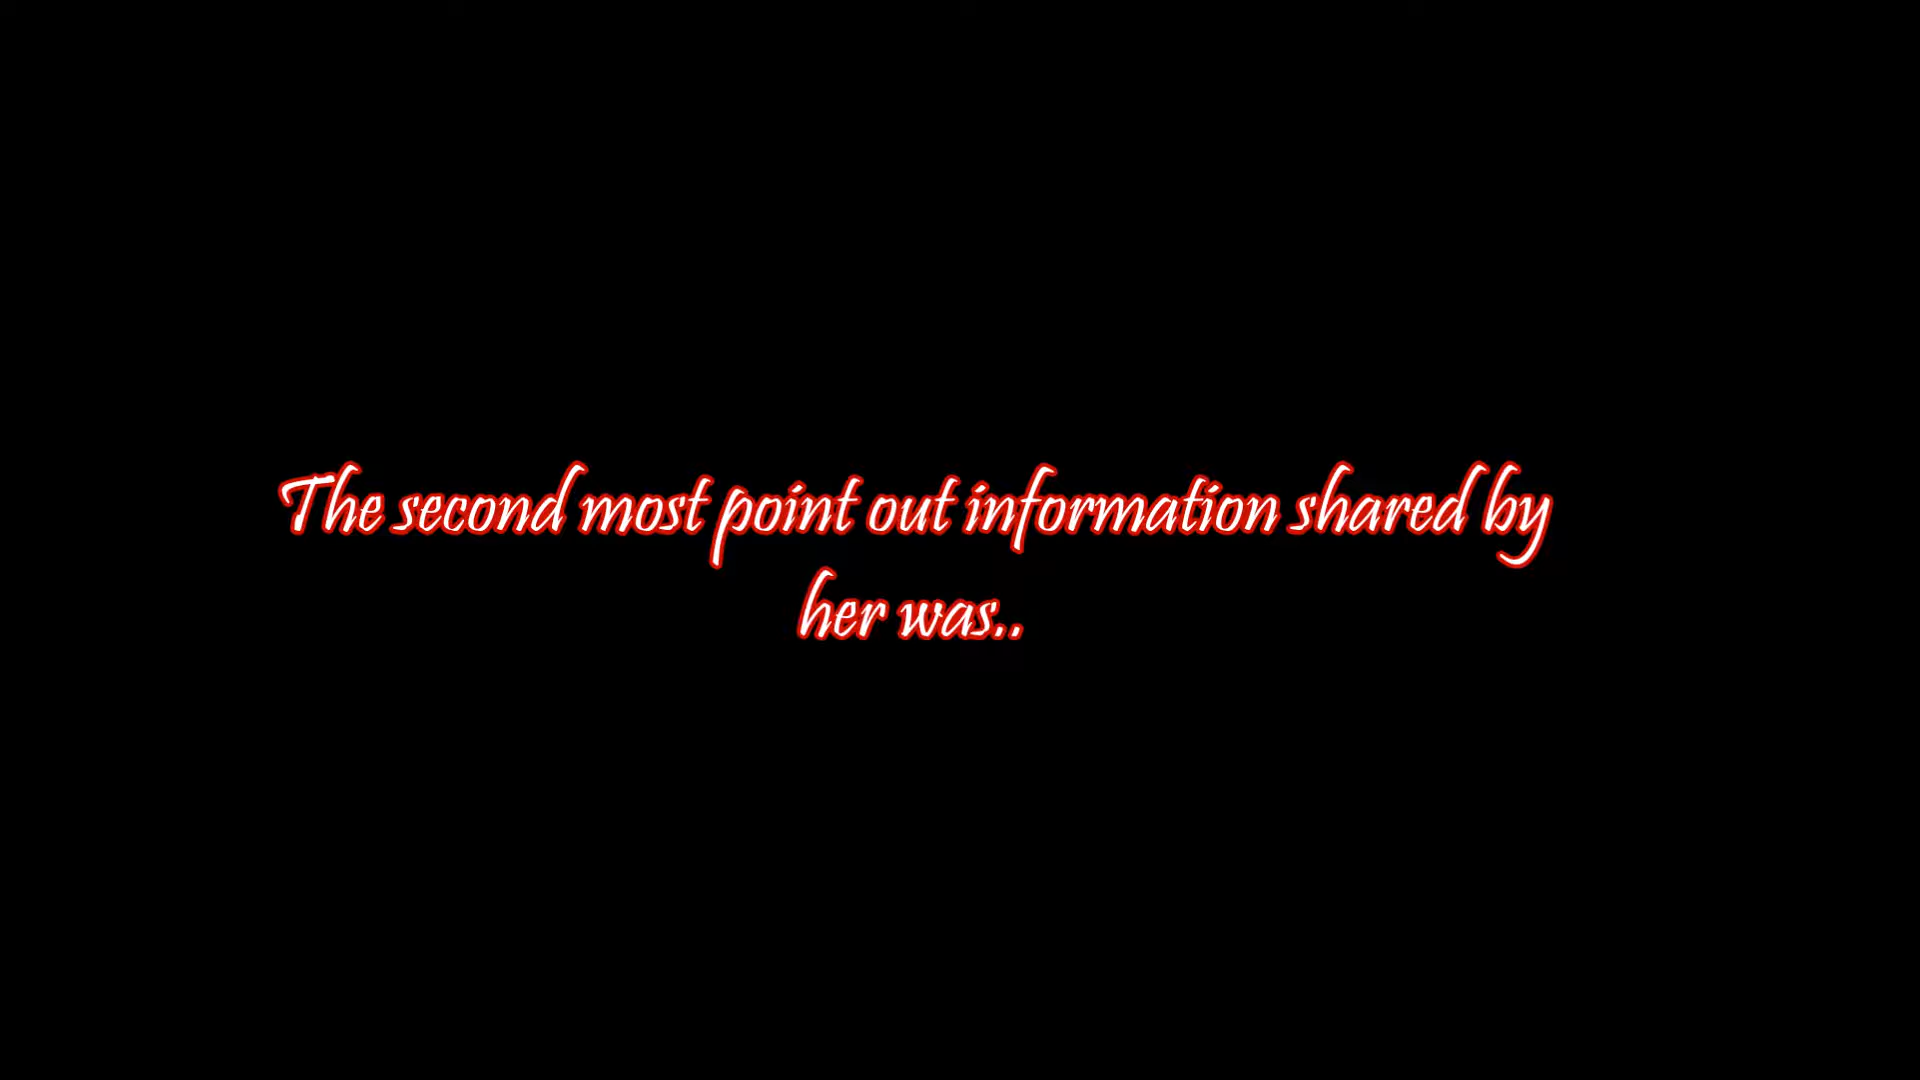 The second most point out information shared by
her was..